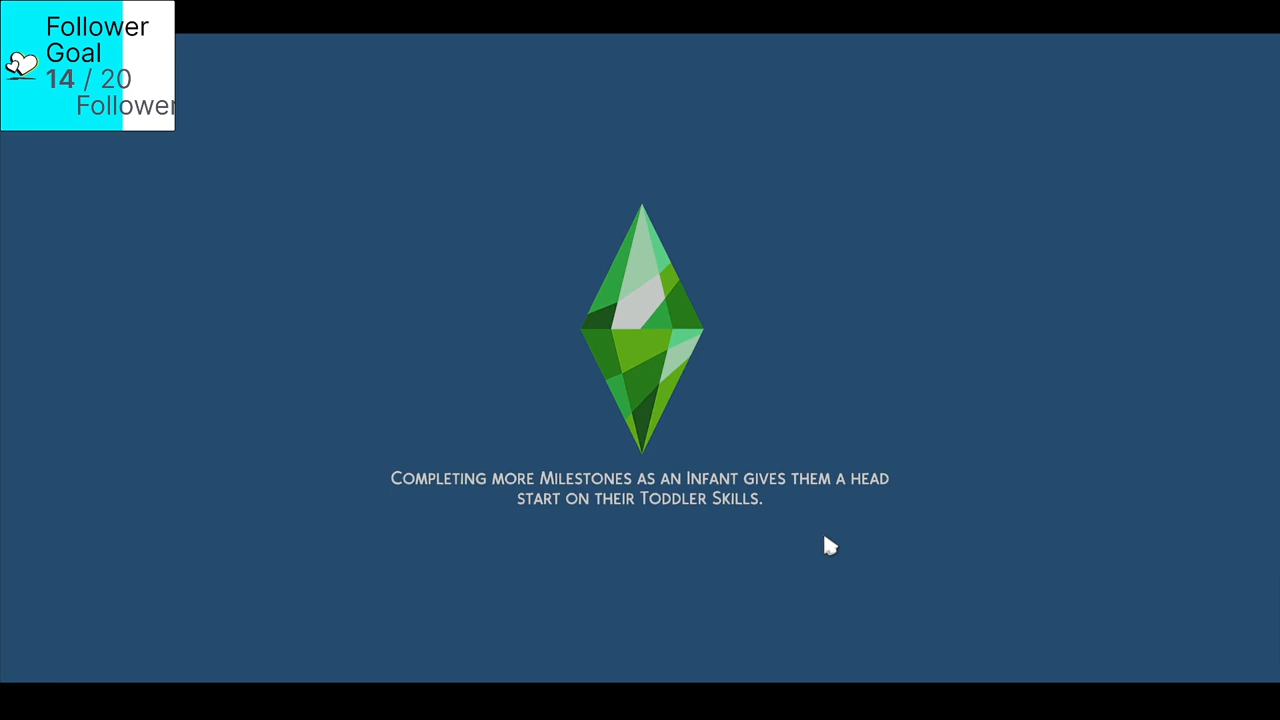 Follower
Goal
14 / 20
Follower
Completing more Milestones as an Infant gives them a head
start on their Toddler Skills.